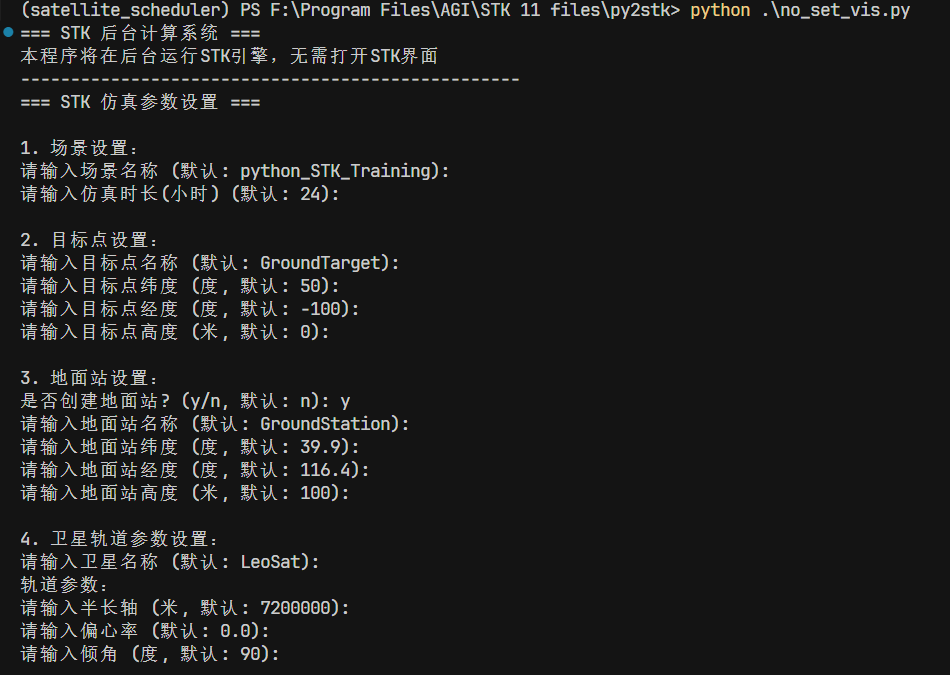 (satellite_scheduler) PS F:\Program Files\AGI\STK 11 files\py2stk> python .\no_set_vis.py
=== STK 后台计算系统 ===
本程序将在后台运行STK引擎，无需打开STK界面
--------------------------------------------------
=== STK 仿真参数设置 ===
1. 场景设置：
请输入场景名称 (默认: python_STK_Training):
请输入仿真时长(小时) (默认: 24):
2. 目标点设置：
请输入目标点名称 (默认: GroundTarget):
请输入目标点纬度 (度, 默认: 50):
请输入目标点经度 (度, 默认: -100):
请输入目标点高度 (米, 默认: 0):
3. 地面站设置：
是否创建地面站? (y/n, 默认: n): y
请输入地面站名称 (默认: GroundStation):
请输入地面站纬度 (度, 默认: 39.9):
请输入地面站经度 (度, 默认: 116.4):
请输入地面站高度 (米, 默认: 100):
4. 卫星轨道参数设置：
请输入卫星名称 (默认: LeoSat):
轨道参数：
请输入半长轴 (米, 默认: 7200000):
请输入偏心率 (默认: 0.0):
请输入倾角 (度, 默认: 90):